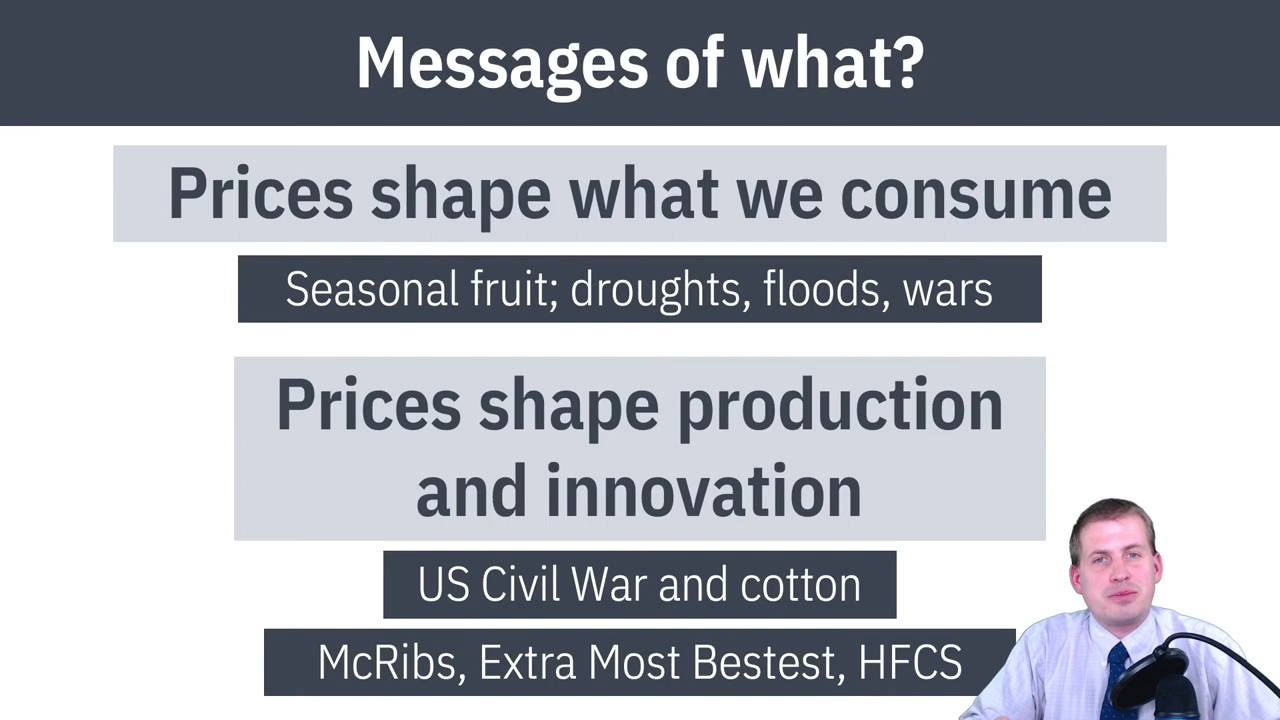 Messages of what?
Prices shape what we consume
Seasonal fruit; droughts, floods, wars
Prices shape production
and innovation
US Civil War and cotton
McRibs, Extra Most Bestest, HFCS